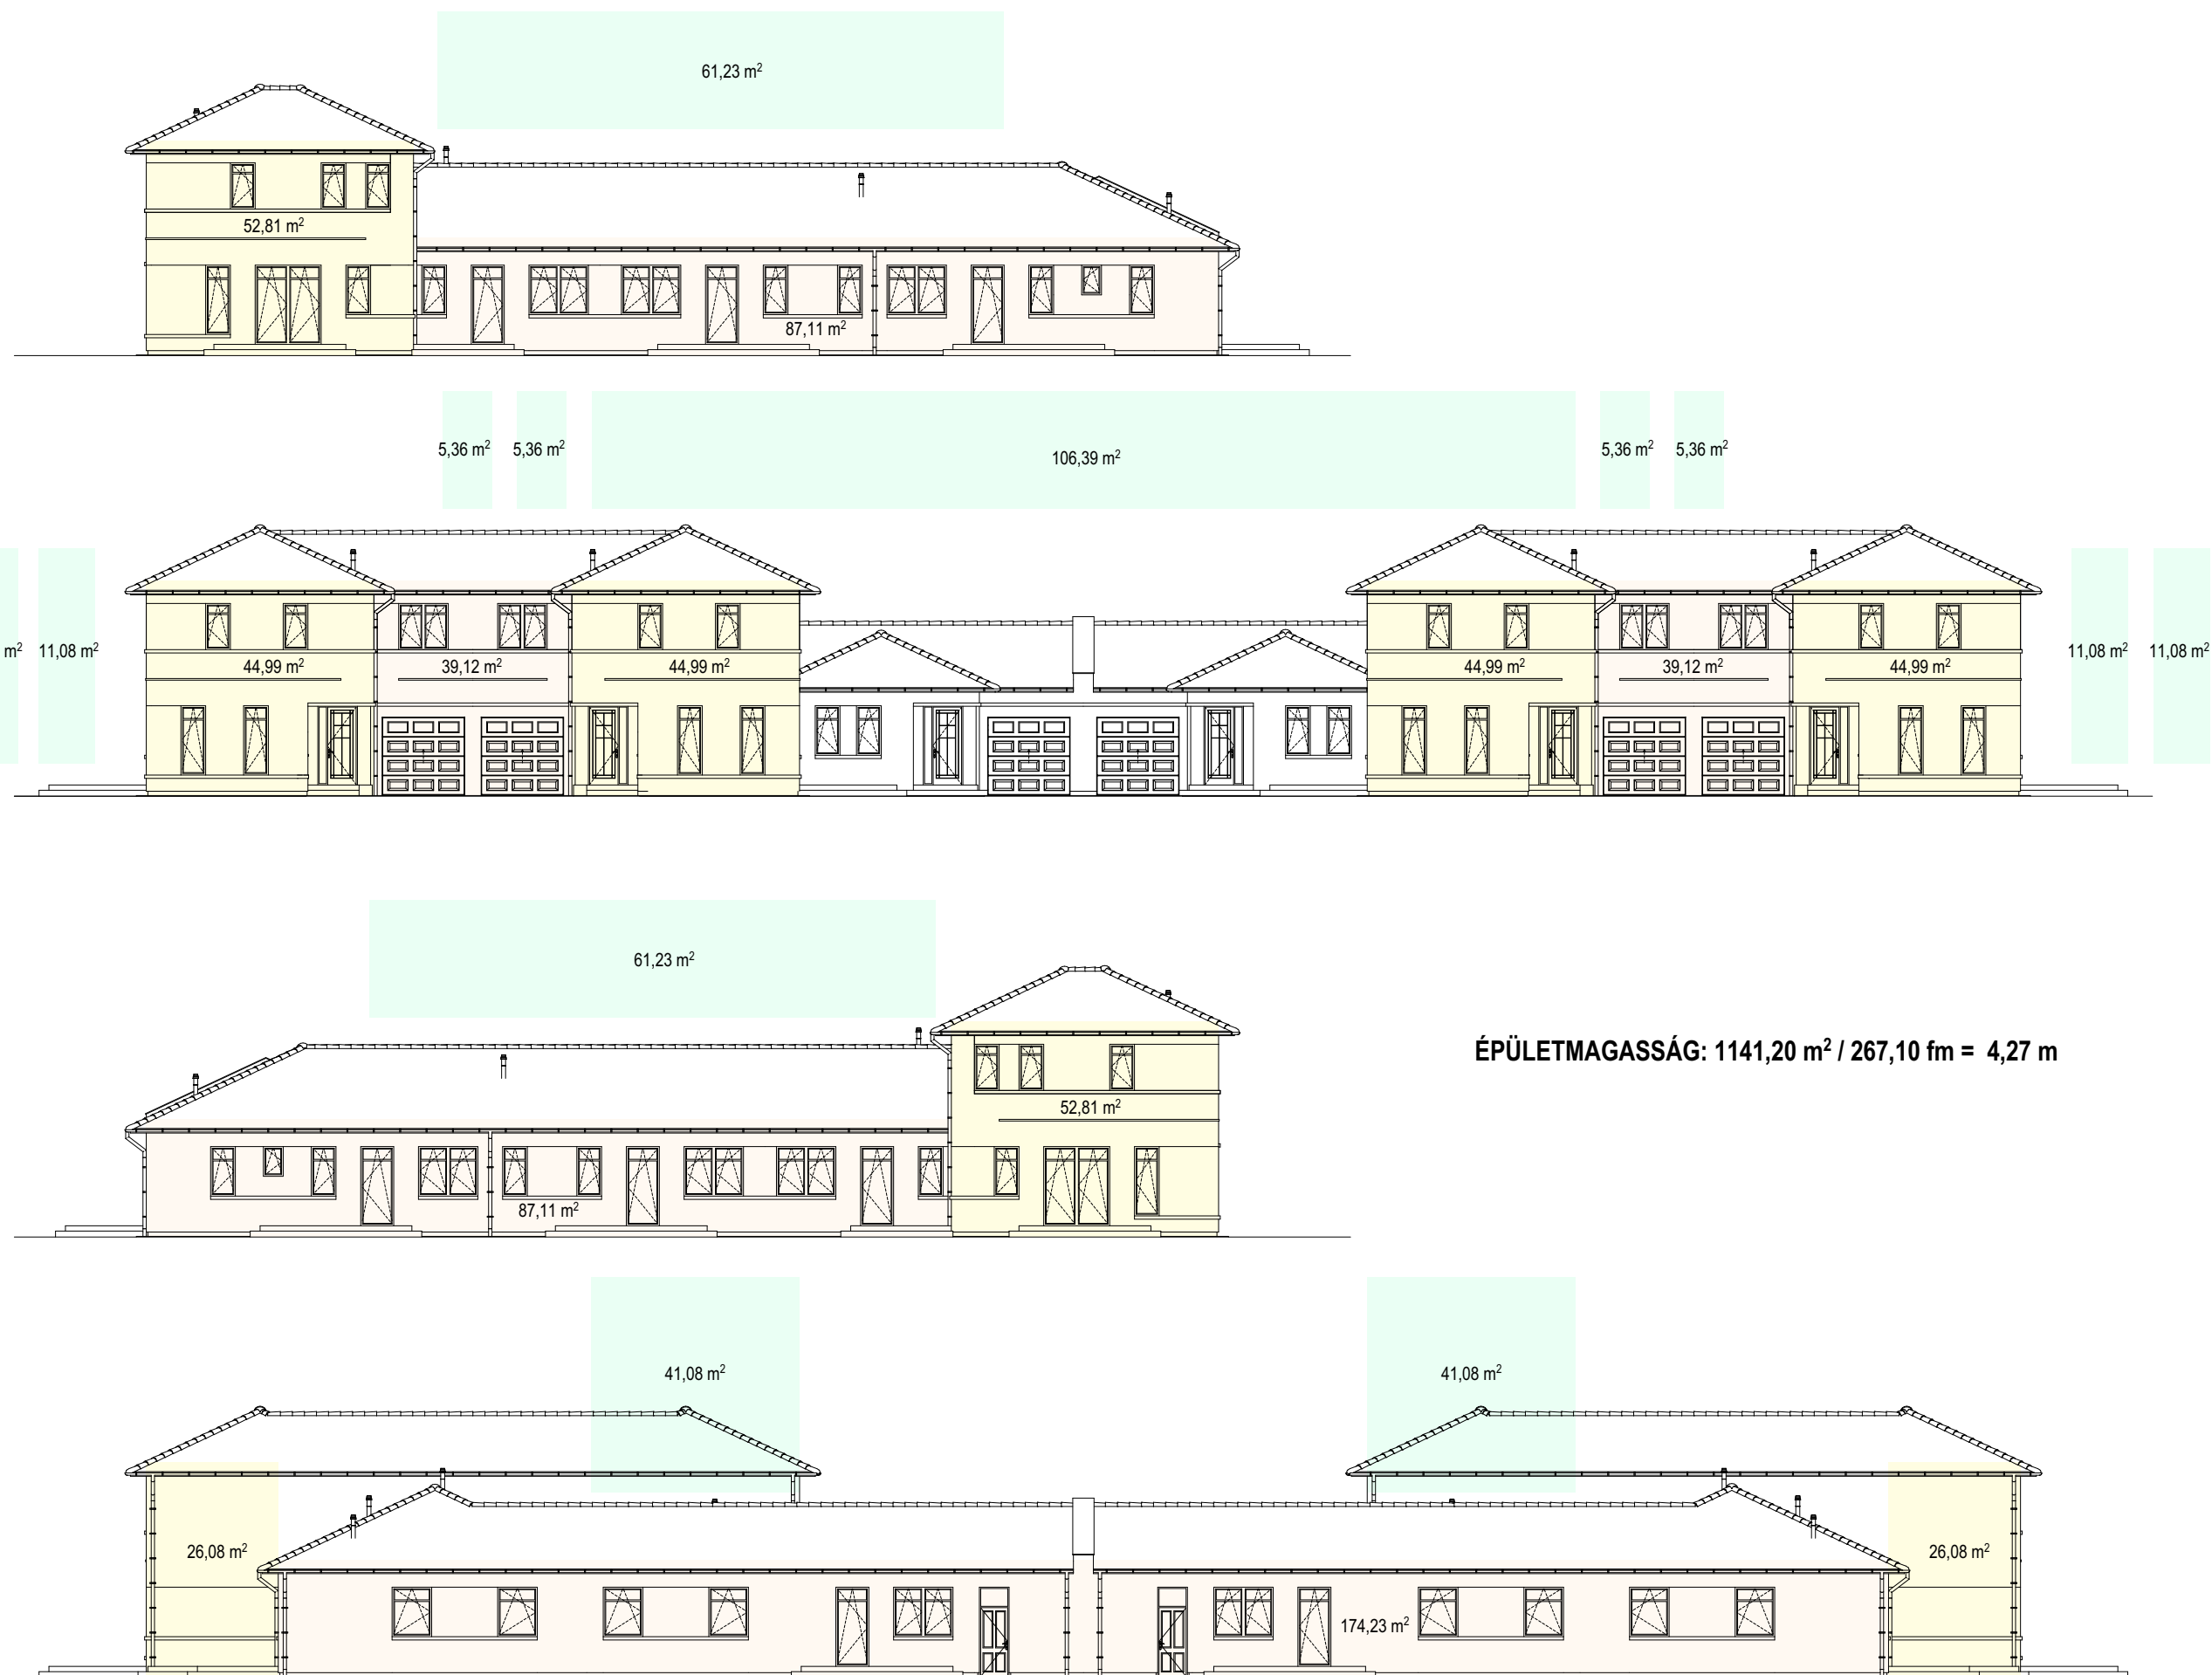 61,23 m²
52,81 m²
87,11 m²
5,36 m² 5,36 m² 106,39 m² 5,36 m² 5,36 m²
m² 11,08 m² 44,99 m² 39,12 m² 44,99 m² 44,99 m² 39,12 m² 44,99 m² 11,08 m² 11,08 m²
61,23 m²
ÉPÜLETMAGASSÁG: 1141,20 m² / 267,10 fm = 4,27 m
52,81 m²
87,11 m²
41,08 m² 41,08 m²
26,08 m² 26,08 m²
174,23 m²